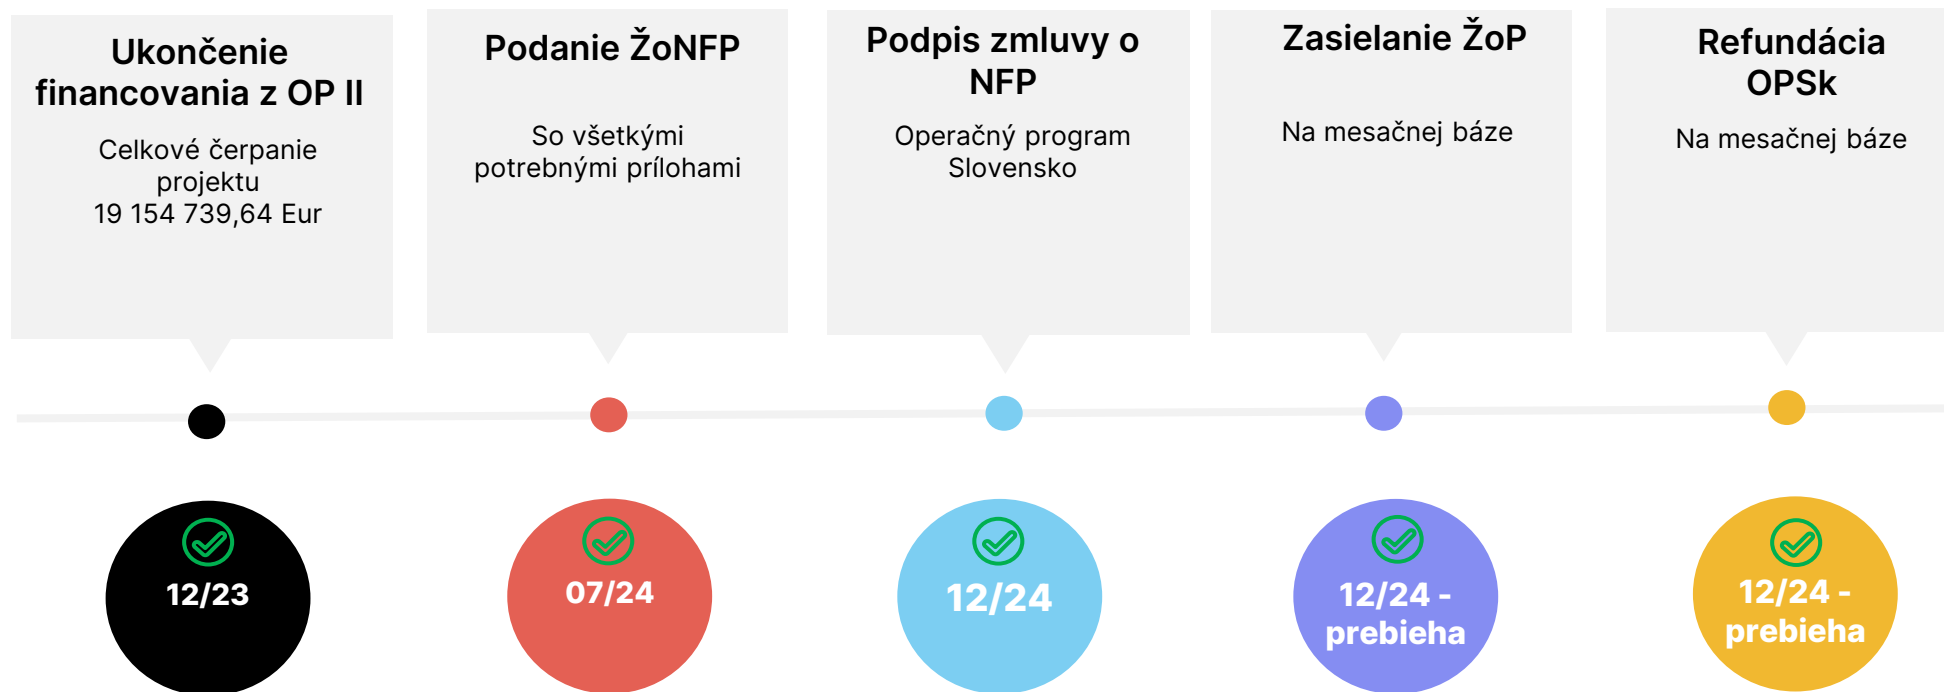 Ukončenie
financovania z OP II
Celkové čerpanie
projektu
19 154 739,64 Eur
Podanie ŽoNFP
So všetkými
potrebnými prílohami
Podpis zmluvy o
NFP
Operačný program
Slovensko
Zasielanie ŽoP
Na mesačnej báze
Refundácia
OPSk
Na mesačnej báze
12/23
07/24
12/24
12/24 -
prebieha
12/24 -
prebieha